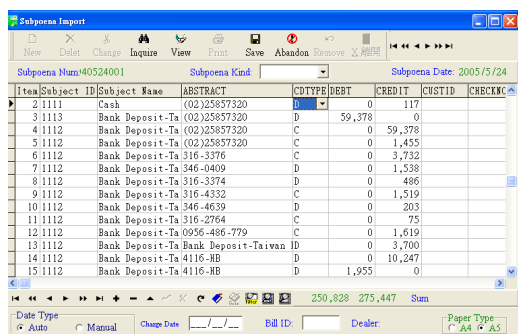 Subpoena Import
New Delet Change Inquire View Print Save Abandon Remove X 離開
Subpoena Num:40524001 Subpoena Kind: Subpoena Date: 2005/5/24
Item Subject ID Subject Name ABSTRACT CDTYPE DEBT CREDIT CUSTID CHECKNO
2 1111 Cash (02)25857320 D 0 117
3 1113 Bank Deposit-Ta (02)25857320 D 59,378 0
4 1112 Bank Deposit-Ta (02)25857320 C 0 59,378
5 1112 Bank Deposit-Ta (02)25857320 C 0 1,455
6 1112 Bank Deposit-Ta 316-3376 C 0 3,732
7 1112 Bank Deposit-Ta 346-0409 D 0 1,538
8 1112 Bank Deposit-Ta 316-3374 D 0 486
9 1112 Bank Deposit-Ta 316-4332 C 0 1,519
10 1112 Bank Deposit-Ta 346-4639 D 0 203
11 1112 Bank Deposit-Ta 316-2764 C 0 75
12 1112 Bank Deposit-Ta 0956-486-779 C 0 1,619
13 1112 Bank Deposit-Ta Bank Deposit-Taiwan D 0 3,700
14 1112 Bank Deposit-Ta 4116-HB D 0 10,247
15 1112 Bank Deposit-Ta 4116-HB D 1,955 0
250,828 275,447 Sum
Date Type Paper Type
Auto Manual Change Date __/__/__ Bill ID: Dealer: A4 A5